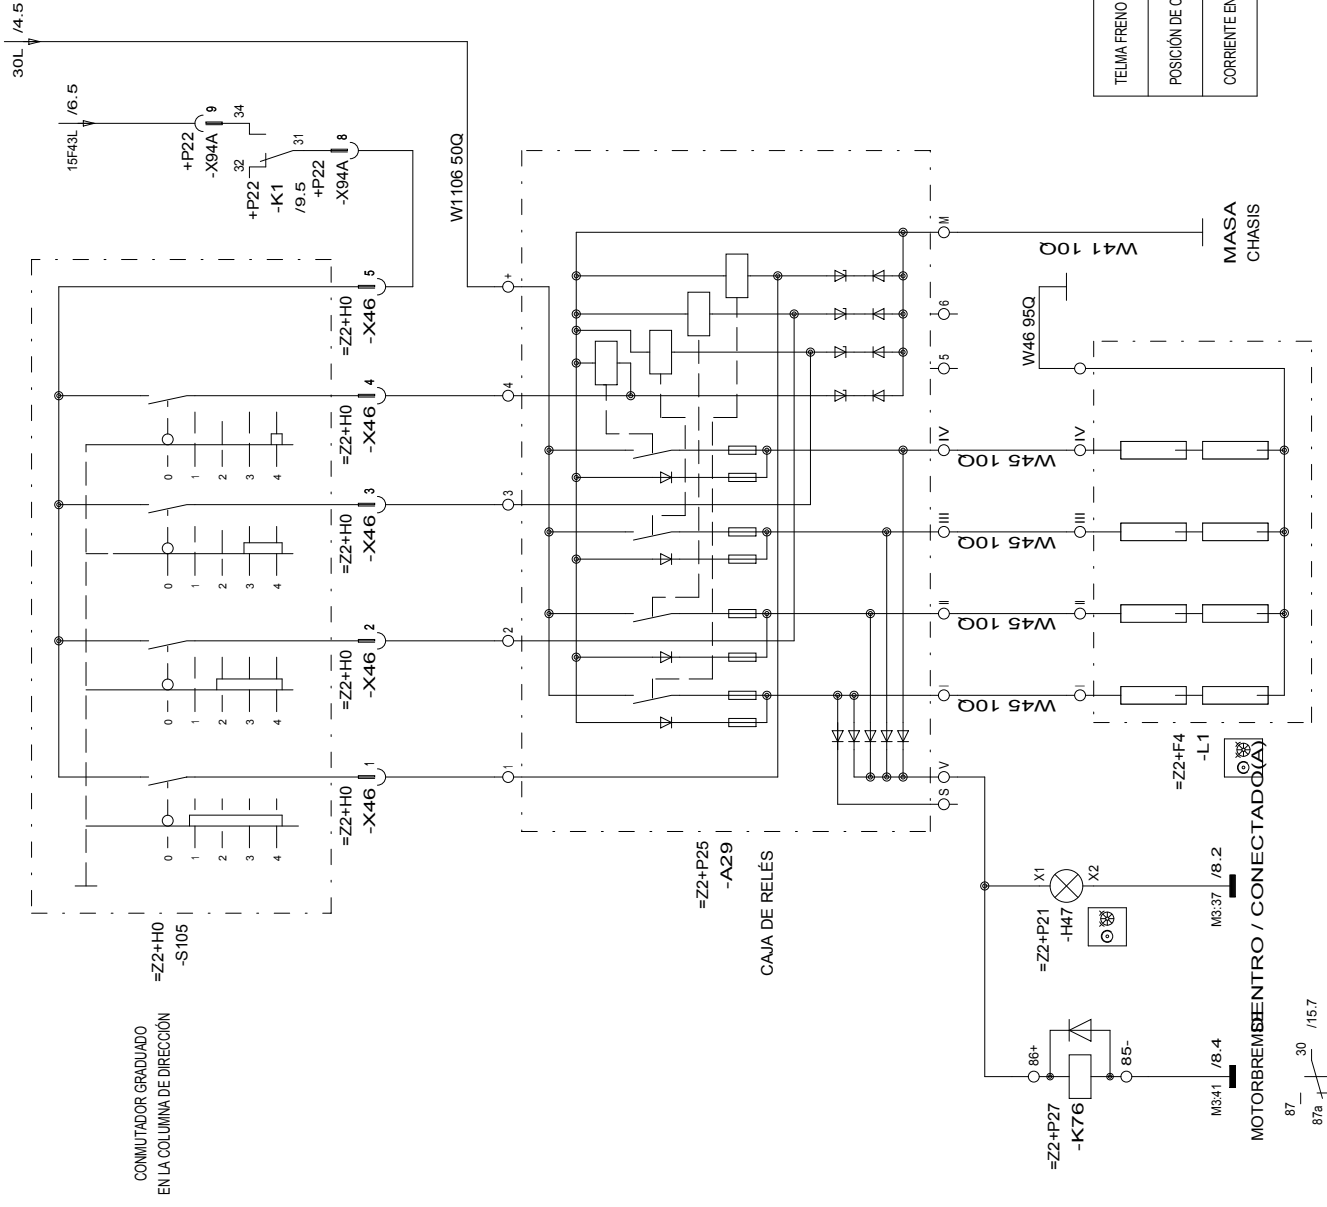 30L /4.5
15F43L /6.5
+P22
-X94A
9
34
32
31
+P22
-K1
/9.5
+P22
-X94A
8
W1106 50Q
=Z2+H0
-S105
CONMUTADOR GRADUADO
EN LA COLUMNA DE DIRECCIÓN
0 1 2 3 4
0 1 2 3 4
0 1 2 3 4
0 1 2 3 4
=Z2+H0
-X46
1
=Z2+H0
-X46
2
=Z2+H0
-X46
3
=Z2+H0
-X46
4
=Z2+H0
-X46
5
1
2
3
4
+
=Z2+P25
-A29
CAJA DE RELÉS
S
V
I
II
III
IV
5
6
M
W45 10Q
W45 10Q
W45 10Q
W45 10Q
W46 95Q
W41 10Q
MASA
CHASIS
I
II
III
IV
=Z2+F4
-L1
=Z2+P21
-H47
X1
X2
M3:37 /8.2
=Z2+P27
-K76
86+
85-
M3:41 /8.4
DENTRO / CONECTADO(A)
87
87a
30
/15.7
TELMA FRENO
POSICIÓN DE
CORRIENTE EN